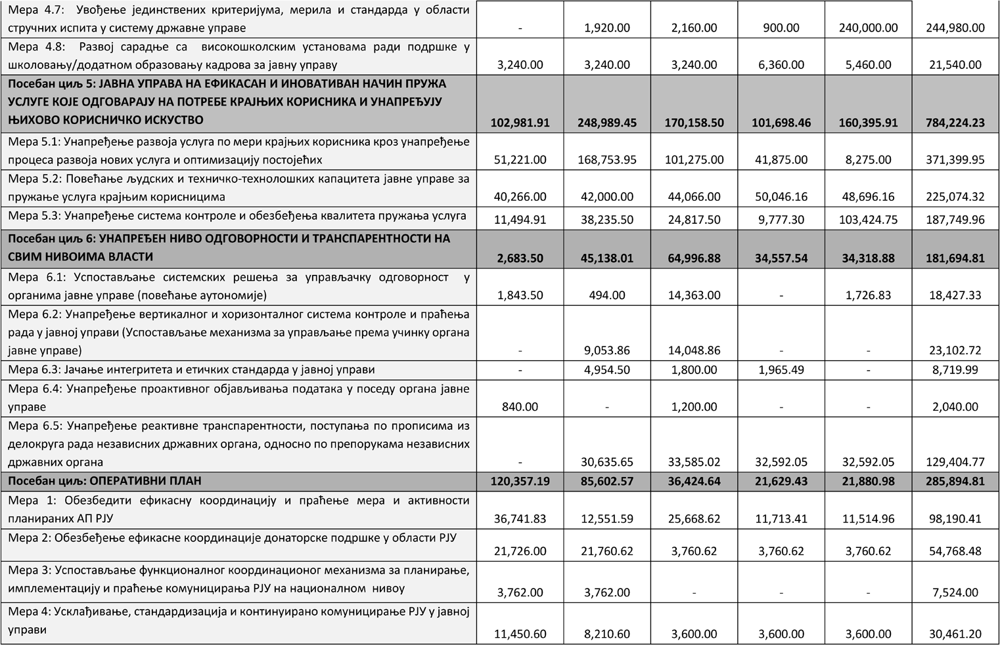 Мера 4.7:  Увођење јединствених критеријума, мерила и стандарда у области
стручних испита у систему државне управе - 1,920.00 2,160.00 900.00 240,000.00 244,980.00
Мера 4.8:  Развој сарадње са  високошколским установама ради подршке у
школовању/додатном образовању кадрова за јавну управу 3,240.00 3,240.00 3,240.00 6,360.00 5,460.00 21,540.00
Посебан циљ 5: ЈАВНА УПРАВА НА ЕФИКАСАН И ИНОВАТИВАН НАЧИН ПРУЖА
УСЛУГЕ КОЈЕ ОДГОВАРАЈУ НА ПОТРЕБЕ КРАЈЊИХ КОРИСНИКА И УНАПРЕЂУЈУ
ЊИХОВО КОРИСНИЧКО ИСКУСТВО 102,981.91 248,989.45 170,158.50 101,698.46 160,395.91 784,224.23
Мера 5.1: Унапређење развоја услуга по мери крајњих корисника кроз унапређење
процеса развоја нових услуга и оптимизацију постојећих 51,221.00 168,753.95 101,275.00 41,875.00 8,275.00 371,399.95
Мера 5.2: Повећање људских и техничко-технолошких капацитета јавне управе за
пружање услуга крајњим корисницима 40,266.00 42,000.00 44,066.00 50,046.16 48,696.16 225,074.32
Мера 5.3: Унапређење система контроле и обезбеђења квалитета пружања услуга 11,494.91 38,235.50 24,817.50 9,777.30 103,424.75 187,749.96
Посебан циљ 6: УНАПРЕЂЕН НИВО ОДГОВОРНОСТИ И ТРАНСПАРЕНТНОСТИ НА
СВИМ НИВОИМА ВЛАСТИ 2,683.50 45,138.01 64,996.88 34,557.54 34,318.88 181,694.81
Мера 6.1: Успостављање системских решења за управљачку одговорност  у
органима јавне управе (повећање аутономије) 1,843.50 494.00 14,363.00 - 1,726.83 18,427.33
Мера 6.2: Унапређење вертикалног и хоризонталног система контроле и праћења
рада у јавној управи (Успостављање механизма за управљање према учинку органа
јавне управе) - 9,053.86 14,048.86 - - 23,102.72
Мера 6.3: Јачање интегритета и етичких стандарда у јавној управи - 4,954.50 1,800.00 1,965.49 - 8,719.99
Мера 6.4: Унапређење проактивног објављивања података у поседу органа јавне
управе 840.00 - 1,200.00 - - 2,040.00
Мера 6.5: Унапређење реактивне транспарентности, поступања по прописима из
делокруга рада независних државних органа, односно по препорукама независних
државних органа - 30,635.65 33,585.02 32,592.05 32,592.05 129,404.77
Посебан циљ: ОПЕРАТИВНИ ПЛАН 120,357.19 85,602.57 36,424.64 21,629.43 21,880.98 285,894.81
Мера 1: Обезбедити ефикасну координацију и праћење мера и активности
планираних АП РЈУ 36,741.83 12,551.59 25,668.62 11,713.41 11,514.96 98,190.41
Мера 2: Обезбеђење ефикасне координације донаторске подршке у области РЈУ 21,726.00 21,760.62 3,760.62 3,760.62 3,760.62 54,768.48
Мера 3: Успостављање функционалног координационог механизма за планирање,
имплементацију и праћење комуницирања РЈУ на националном  нивоу 3,762.00 3,762.00 - - - 7,524.00
Мера 4: Усклађивање, стандардизација и континуирано комуницирање РЈУ у јавној
управи 11,450.60 8,210.60 3,600.00 3,600.00 3,600.00 30,461.20